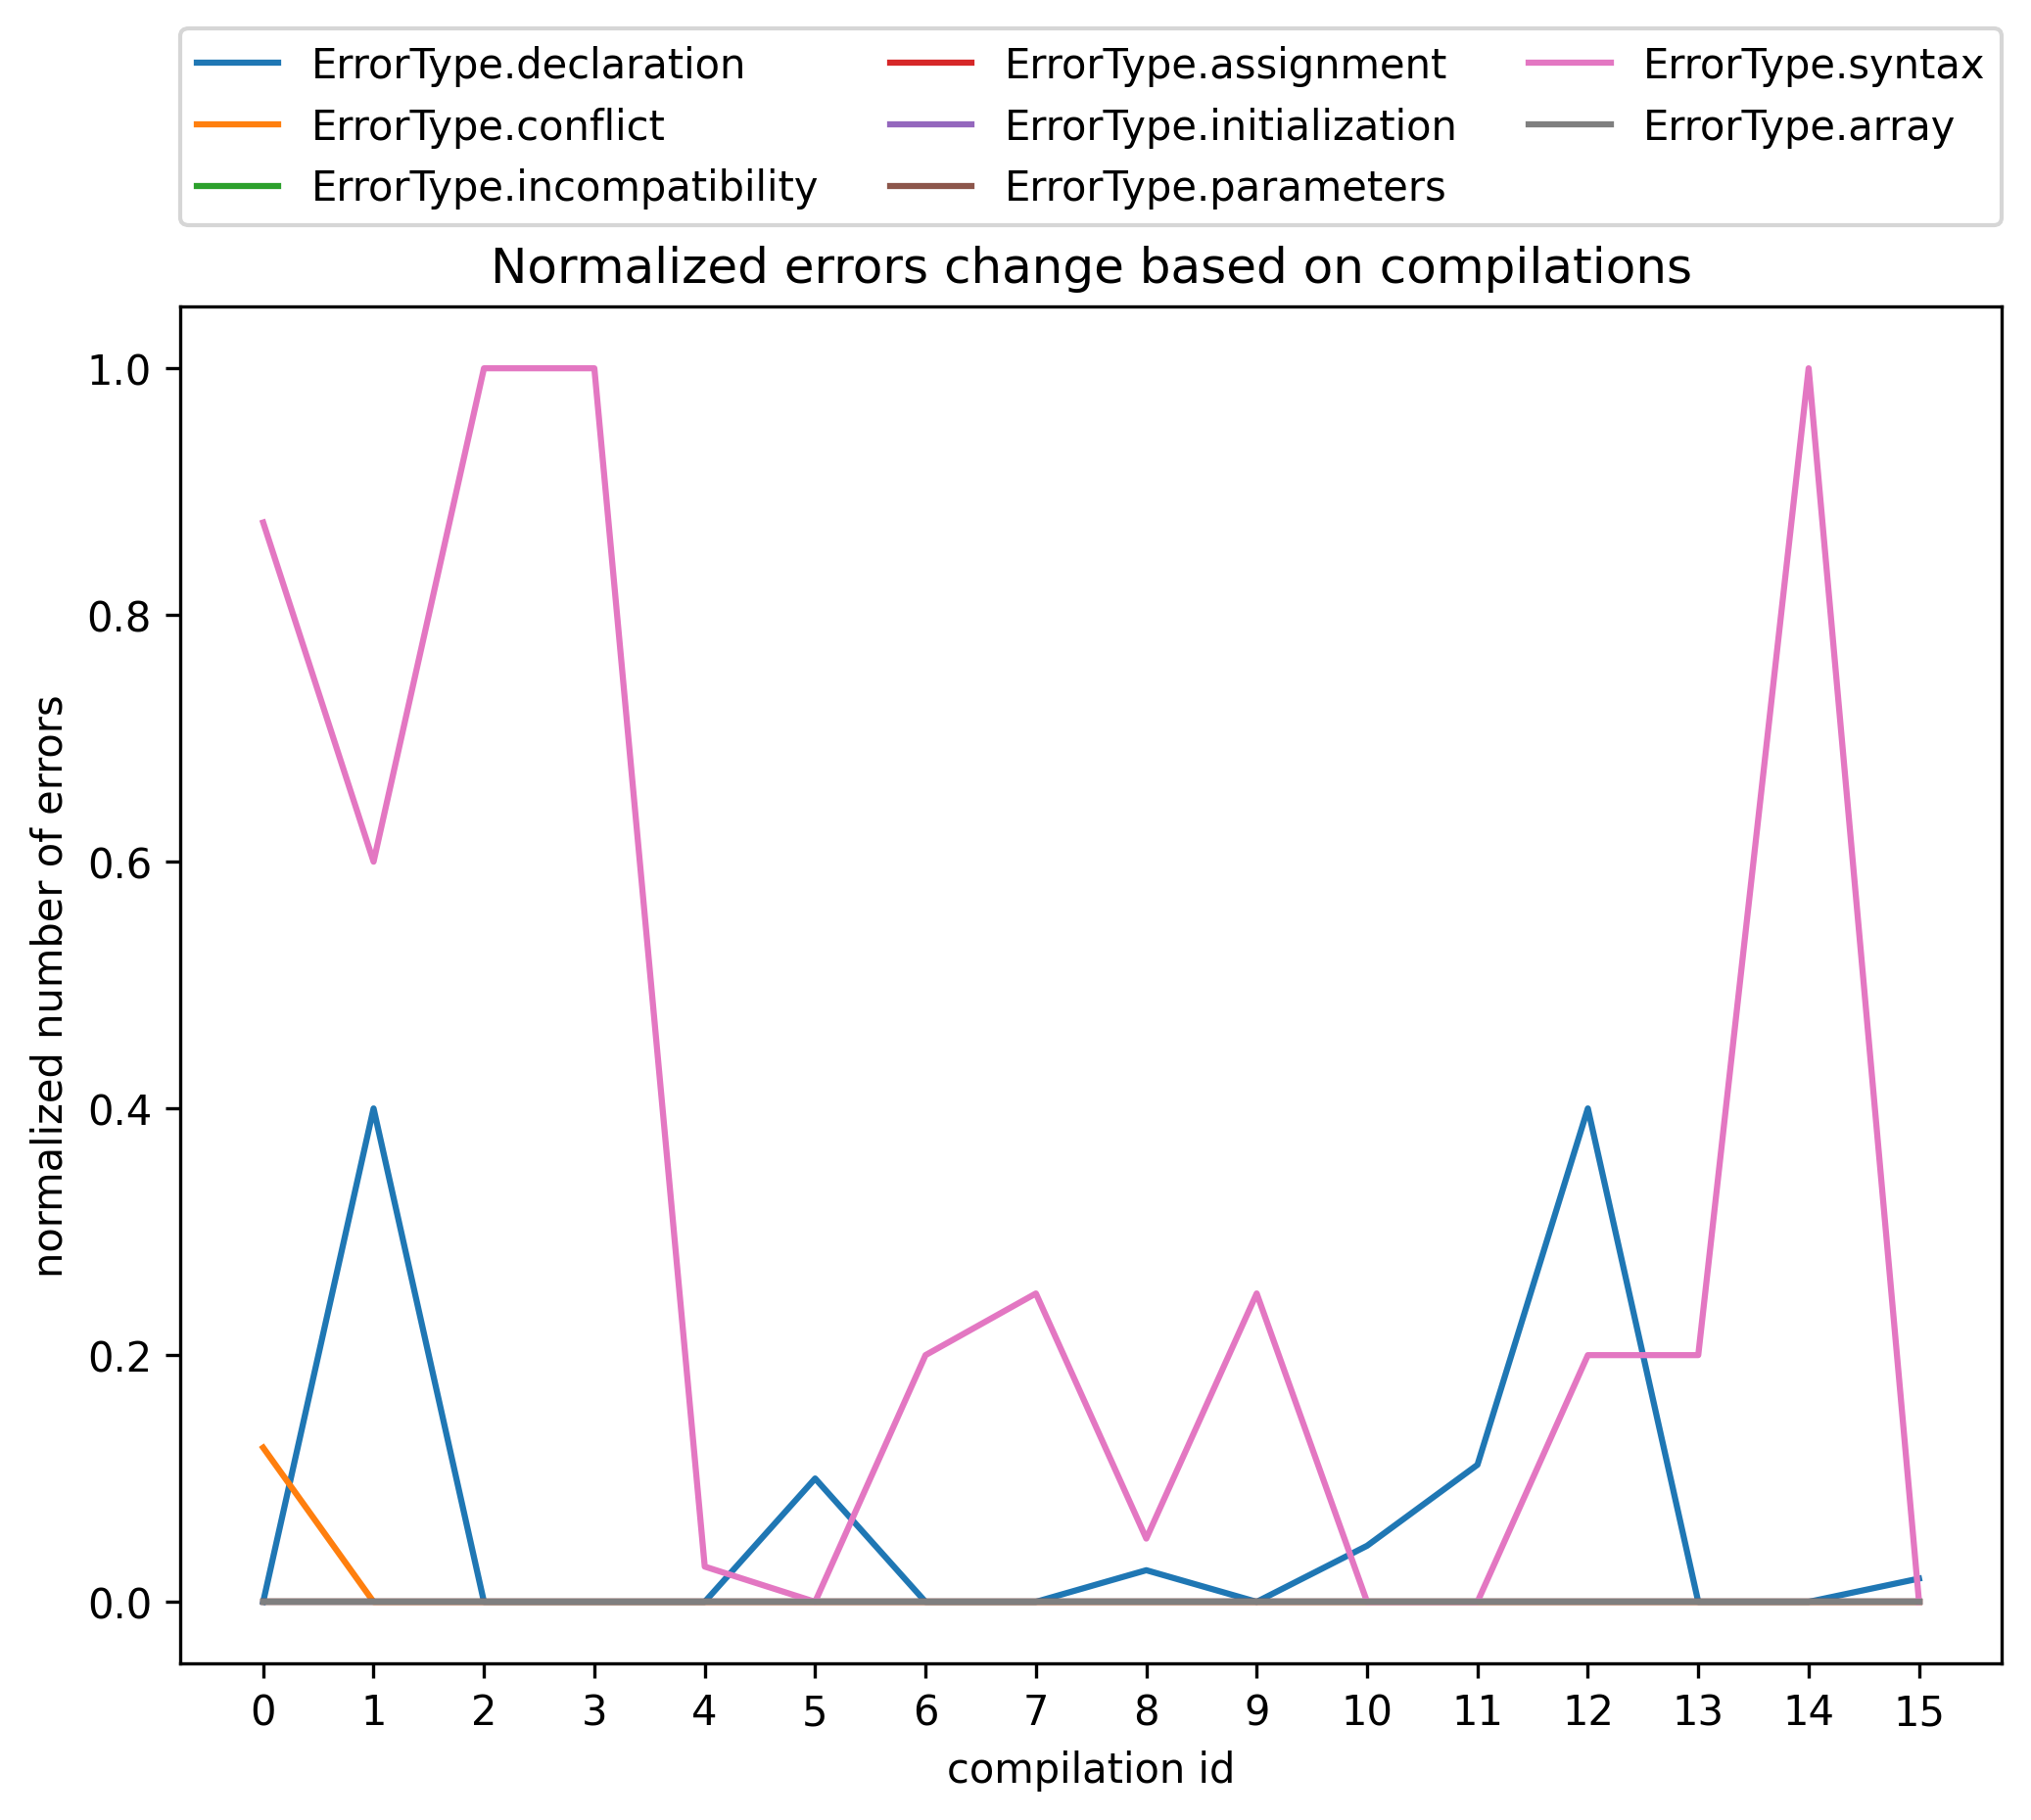 ErrorType.declaration
ErrorType.conflict
ErrorType.incompatibility
ErrorType.assignment
ErrorType.initialization
ErrorType.parameters
ErrorType.syntax
ErrorType.array
Normalized errors change based on compilations
normalized number of errors
1.0
0.8
0.6
0.4
0.2
0.0
0 1 2 3 4 5 6 7 8 9 10 11 12 13 14 15
compilation id